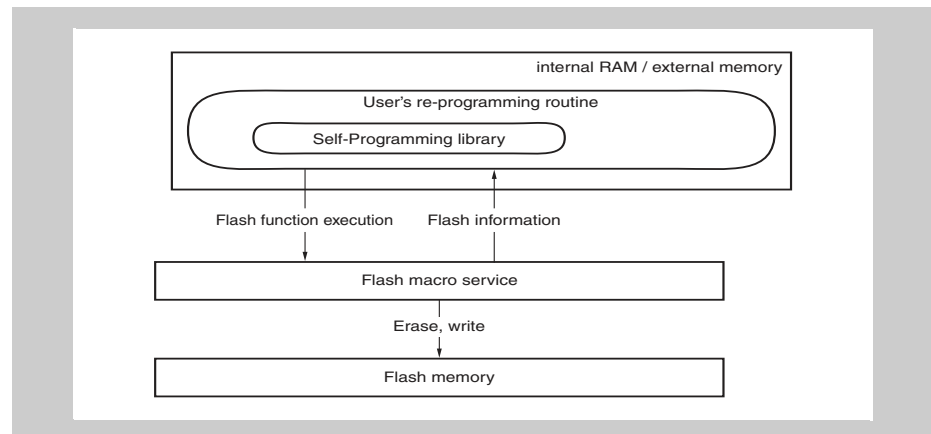 internal RAM / external memory
User's re-programming routine
Self-Programming library
Flash function execution
Flash information
Flash macro service
Erase, write
Flash memory